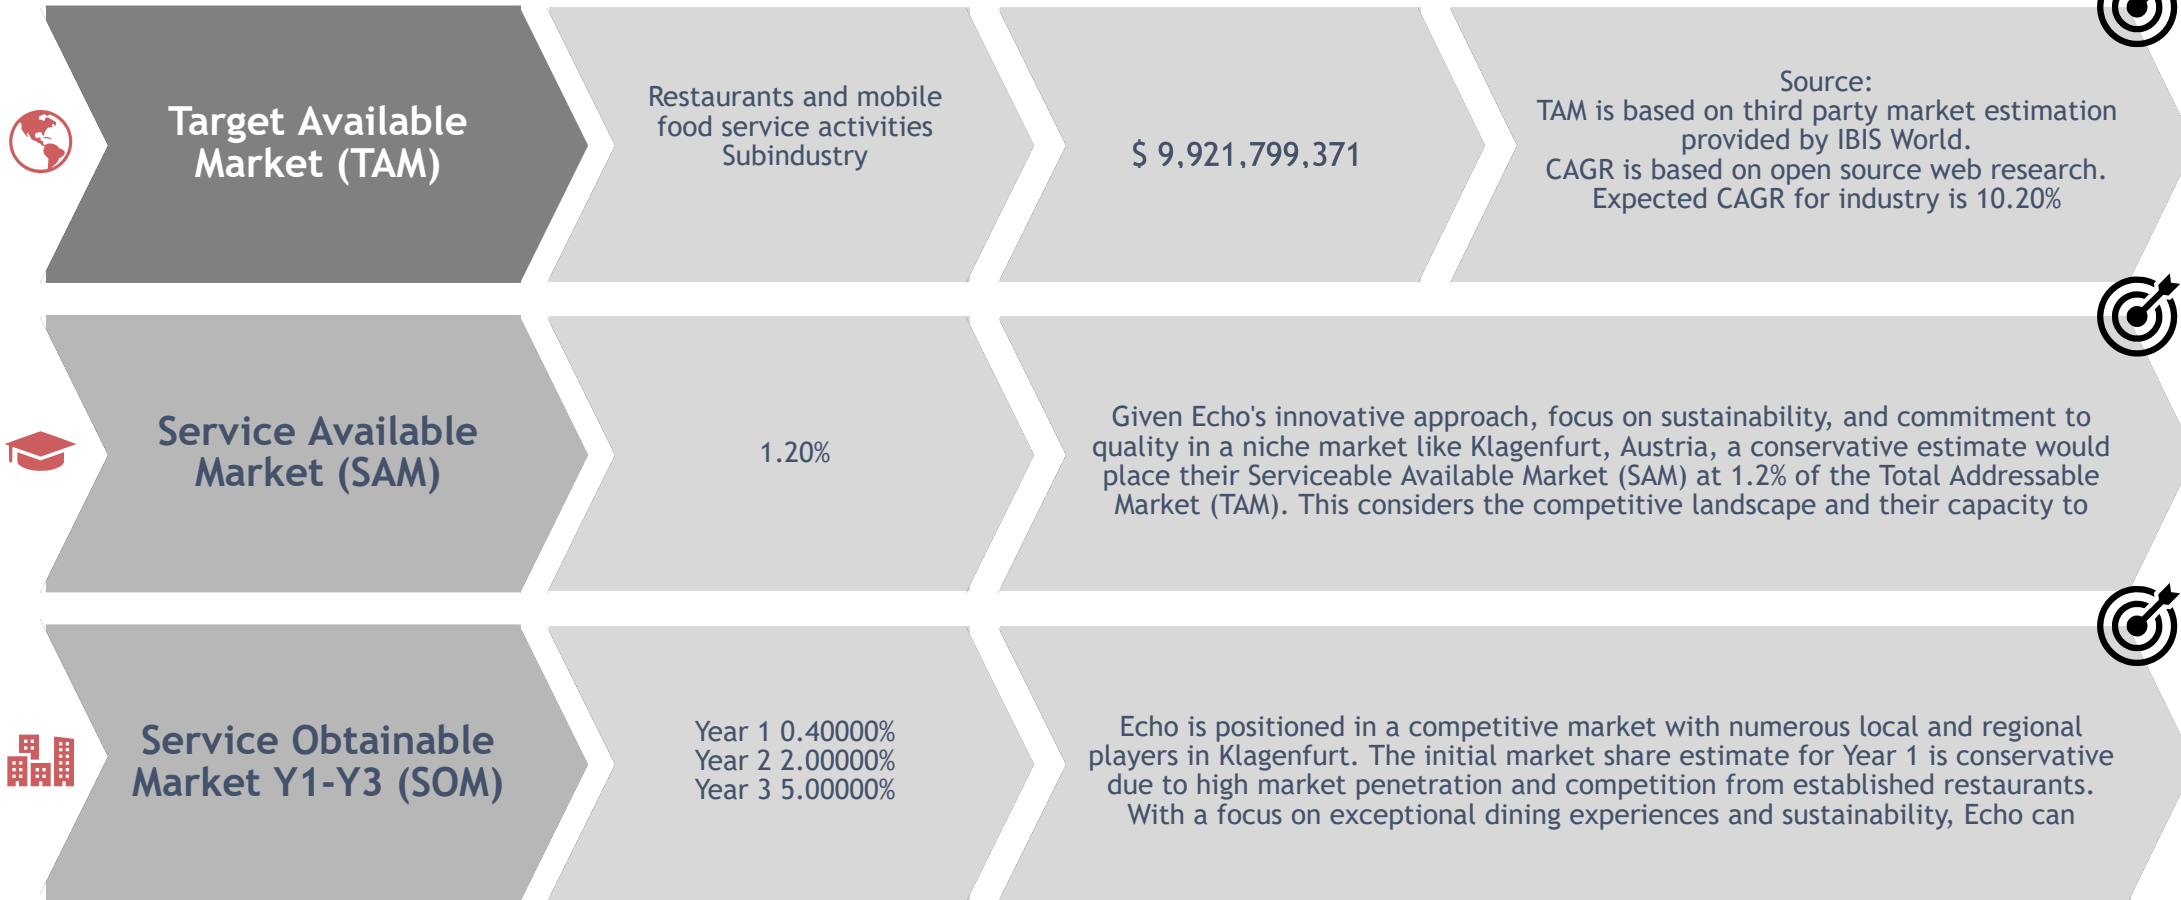 Target Available
Market (TAM)
Restaurants and mobile
food service activities
Subindustry
$ 9,921,799,371
Source:
TAM is based on third party market estimation
provided by IBIS World.
CAGR is based on open source web research.
Expected CAGR for industry is 10.20%
Service Available
Market (SAM)
1.20%
Given Echo's innovative approach, focus on sustainability, and commitment to
quality in a niche market like Klagenfurt, Austria, a conservative estimate would
place their Serviceable Available Market (SAM) at 1.2% of the Total Addressable
Market (TAM). This considers the competitive landscape and their capacity to
Service Obtainable
Market Y1-Y3 (SOM)
Year 1 0.40000%
Year 2 2.00000%
Year 3 5.00000%
Echo is positioned in a competitive market with numerous local and regional
players in Klagenfurt. The initial market share estimate for Year 1 is conservative
due to high market penetration and competition from established restaurants.
With a focus on exceptional dining experiences and sustainability, Echo can